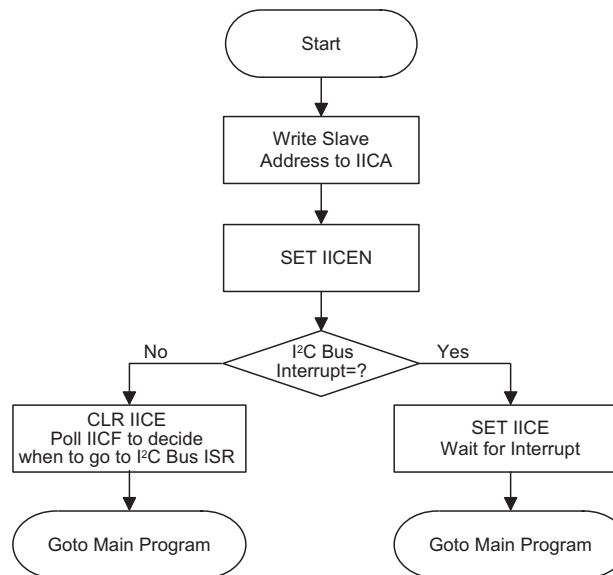 Start
Write Slave
Address to IICA
SET IICEN
I²C Bus
Interrupt=?
No
Yes
CLR IICE
Poll IICF to decide
when to go to I²C Bus ISR
SET IICE
Wait for Interrupt
Goto Main Program
Goto Main Program